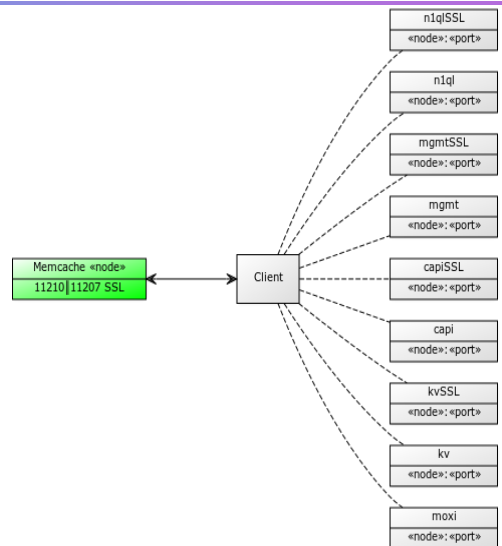 n1qlSSL
«node»:«port»
n1ql
«node»:«port»
mgmtSSL
«node»:«port»
mgmt
«node»:«port»
Memcache «node»
11210|11207 SSL
Client
capiSSL
«node»:«port»
capi
«node»:«port»
kvSSL
«node»:«port»
kv
«node»:«port»
moxi
«node»:«port»